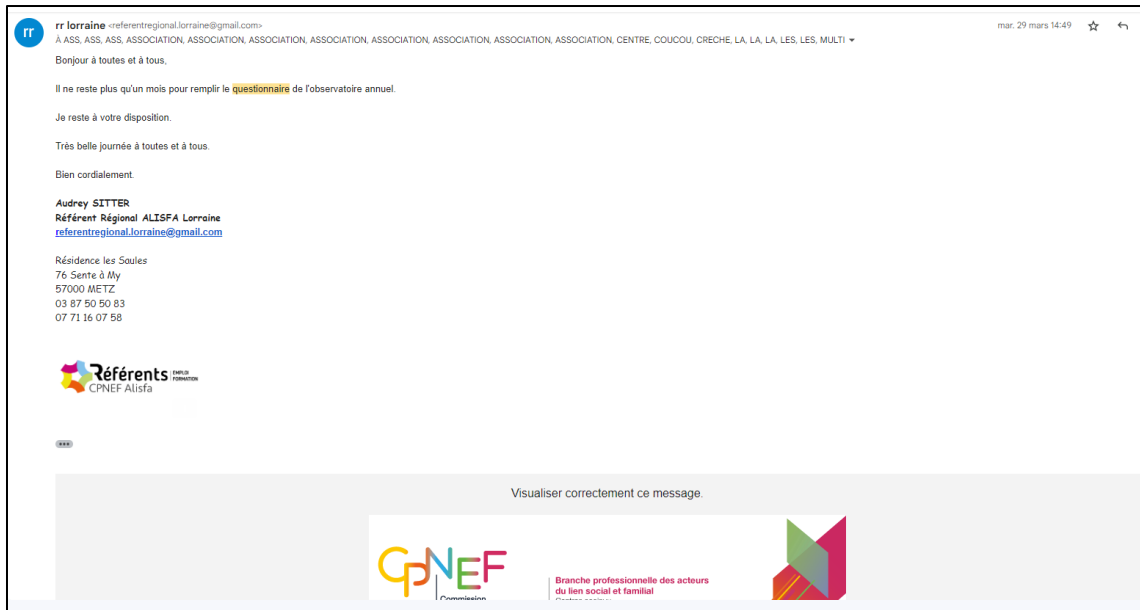 rr
rr lorraine <referentregional.lorraine@gmail.com>
mar. 29 mars 14:49
À ASS, ASS, ASS, ASSOCIATION, ASSOCIATION, ASSOCIATION, ASSOCIATION, ASSOCIATION, ASSOCIATION, ASSOCIATION, ASSOCIATION, CENTRE, COUCOU, CRECHE, LA, LA, LA, LES, LES, MULTI
Bonjour à toutes et à tous,
Il ne reste plus qu'un mois pour remplir le questionnaire de l'observatoire annuel.
Je reste à votre disposition.
Très belle journée à toutes et à tous.
Bien cordialement.
Audrey SITTER
Référent Régional ALISFA Lorraine
referentregional.lorraine@gmail.com
Résidence les Saules
76 Sente à My
57000 METZ
03 87 50 50 83
07 71 16 07 58
Référents EMPLOI FORMATION
CPNEF Alisfa
Visualiser correctement ce message.
CPNEF
Commission
Branche professionnelle des acteurs
du lien social et familial